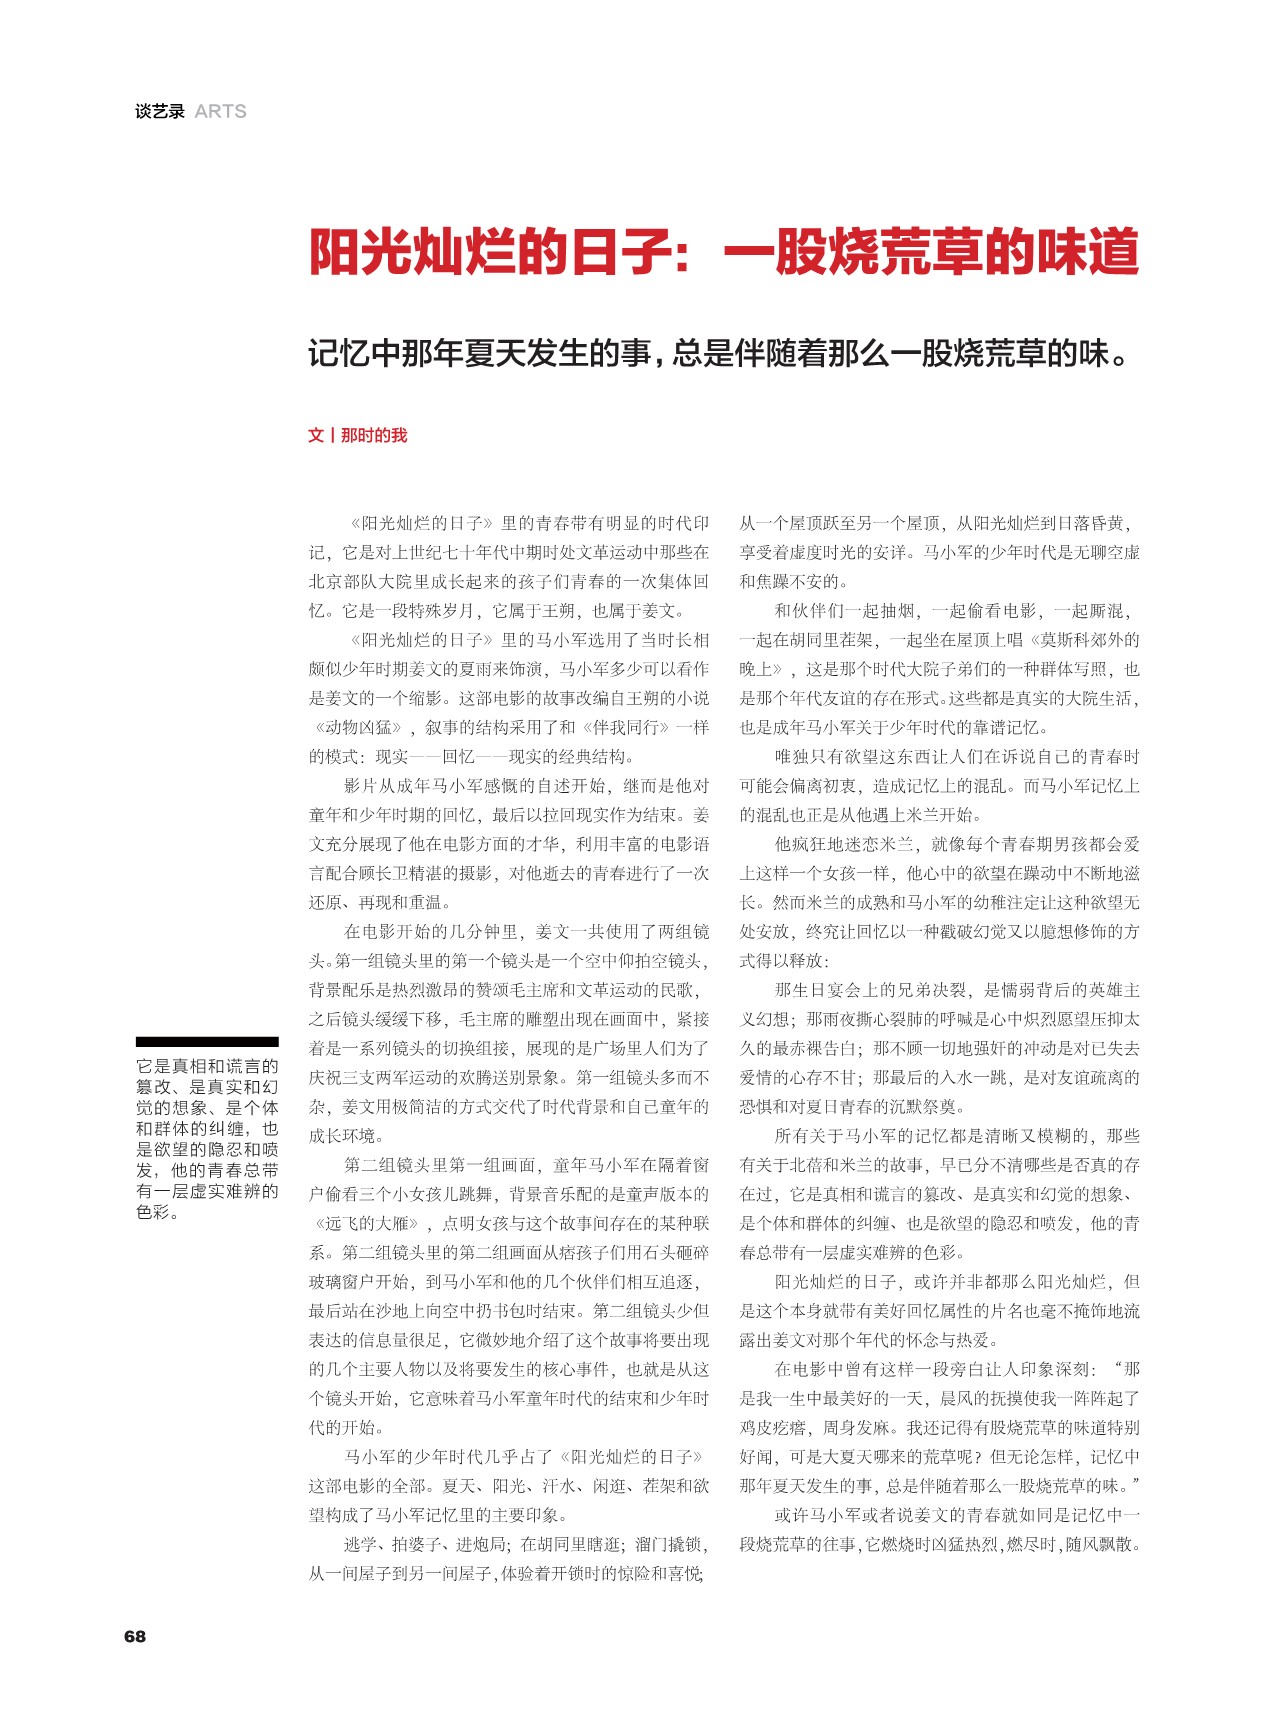 谈艺录 ARTS
阳光灿烂的日子：一股烧荒草的味道
记忆中那年夏天发生的事，总是伴随着那么一股烧荒草的味。
文丨那时的我
《阳光灿烂的日子》里的青春带有明显的时代印
记，它是对上世纪七十年代中期时处文革运动中那些在
北京部队大院里成长起来的孩子们青春的一次集体回
忆。它是一段特殊岁月，它属于王朔，也属于姜文。
《阳光灿烂的日子》里的马小军选用了当时长相
颇似少年时期姜文的夏雨来饰演，马小军多少可以看作
是姜文的一个缩影。这部电影的故事改编自王朔的小说
《动物凶猛》，叙事的结构采用了和《伴我同行》一样
的模式：现实——回忆——现实的经典结构。
影片从成年马小军感慨的自述开始，继而是他对
童年和少年时期的回忆，最后以拉回现实作为结束。姜
文充分展现了他在电影方面的才华，利用丰富的电影语
言配合顾长卫精湛的摄影，对他逝去的青春进行了一次
还原、再现和重温。
在电影开始的几分钟里，姜文一共使用了两组镜
头。第一组镜头里的第一个镜头是一个空中仰拍空镜头，
背景配乐是热烈激昂的赞颂毛主席和文革运动的民歌，
之后镜头缓缓下移，毛主席的雕塑出现在画面中，紧接
着是一系列镜头的切换组接，展现的是广场里人们为了
庆祝三支两军运动的欢腾送别景象。第一组镜头多而不
杂，姜文用极简洁的方式交代了时代背景和自己童年的
成长环境。
第二组镜头里第一组画面，童年马小军在隔着窗
户偷看三个小女孩儿跳舞，背景音乐配的是童声版本的
《远飞的大雁》，点明女孩与这个故事间存在的某种联
系。第二组镜头里的第二组画面从痞孩子们用石头砸碎
玻璃窗户开始，到马小军和他的几个伙伴们相互追逐，
最后站在沙地上向空中扔书包时结束。第二组镜头少但
表达的信息量很足，它微妙地介绍了这个故事将要出现
的几个主要人物以及将要发生的核心事件，也就是从这
个镜头开始，它意味着马小军童年时代的结束和少年时
代的开始。
马小军的少年时代几乎占了《阳光灿烂的日子》
这部电影的全部。夏天、阳光、汗水、闲逛、茬架和欲
望构成了马小军记忆里的主要印象。
逃学、拍婆子、进炮局；在胡同里瞎逛；溜门撬锁，
从一间屋子到另一间屋子，体验着开锁时的惊险和喜悦；
从一个屋顶跃至另一个屋顶，从阳光灿烂到日落昏黄，
享受着虚度时光的安详。马小军的少年时代是无聊空虚
和焦躁不安的。
和伙伴们一起抽烟，一起偷看电影，一起厮混，
一起在胡同里茬架，一起坐在屋顶上唱《莫斯科郊外的
晚上》，这是那个时代大院子弟们的一种群体写照，也
是那个年代友谊的存在形式。这些都是真实的大院生活，
也是成年马小军关于少年时代的靠谱记忆。
唯独只有欲望这东西让人们在诉说自己的青春时
可能会偏离初衷，造成记忆上的混乱。而马小军记忆上
的混乱也正是从他遇上米兰开始。
他疯狂地迷恋米兰，就像每个青春期男孩都会爱
上这样一个女孩一样，他心中的欲望在躁动中不断地滋
长。然而米兰的成熟和马小军的幼稚注定让这种欲望无
处安放，终究让回忆以一种戳破幻觉又以臆想修饰的方
式得以释放：
那生日宴会上的兄弟决裂，是懦弱背后的英雄主
义幻想；那雨夜撕心裂肺的呼喊是心中炽烈愿望压抑太
久的最赤裸告白；那不顾一切地强奸的冲动是对已失去
爱情的心存不甘；那最后的入水一跳，是对友谊疏离的
恐惧和对夏日青春的沉默祭奠。
所有关于马小军的记忆都是清晰又模糊的，那些
有关于北蓓和米兰的故事，早已分不清哪些是否真的存
在过，它是真相和谎言的篡改、是真实和幻觉的想象、
是个体和群体的纠缠、也是欲望的隐忍和喷发，他的青
春总带有一层虚实难辨的色彩。
阳光灿烂的日子，或许并非都那么阳光灿烂，但
是这个本身就带有美好回忆属性的片名也毫不掩饰地流
露出姜文对那个年代的怀念与热爱。
在电影中曾有这样一段旁白让人印象深刻：“那
是我一生中最美好的一天，晨风的抚摸使我一阵阵起了
鸡皮疙瘩，周身发麻。我还记得有股烧荒草的味道特别
好闻，可是大夏天哪来的荒草呢？但无论怎样，记忆中
那年夏天发生的事，总是伴随着那么一股烧荒草的味。”
或许马小军或者说姜文的青春就如同是记忆中一
段烧荒草的往事，它燃烧时凶猛热烈，燃尽时，随风飘散。
它是真相和谎言的
篡改、是真实和幻
觉的想象、是个体
和群体的纠缠，也
是欲望的隐忍和喷
发，他的青春总带
有一层虚实难辨的
色彩。
68